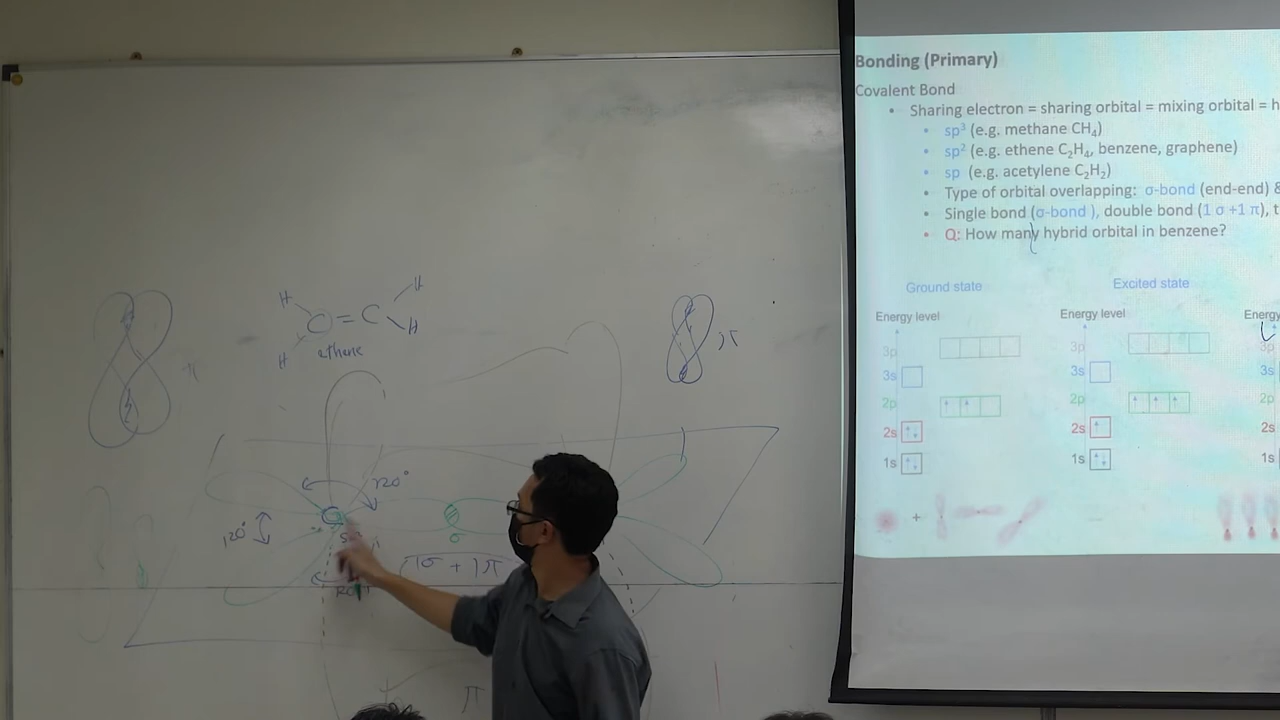 H
H
C=C
H
H
ethene
π
π
120°
120°
120°
1σ + 1π
σ
π
Bonding (Primary)
Covalent Bond
• Sharing electron = sharing orbital = mixing orbital = h
• sp³ (e.g. methane CH₄)
• sp² (e.g. ethene C₂H₄, benzene, graphene)
• sp (e.g. acetylene C₂H₂)
• Type of orbital overlapping: σ-bond (end-end) &
• Single bond (σ-bond ), double bond (1 σ +1 π), t
• Q: How many hybrid orbital in benzene?
Ground state
Excited state
Energy level
Energy level
Energy
3p
3p
3p
3s
3s
3s
2p
2p
2p
2s
2s
2s
1s
1s
1s
+